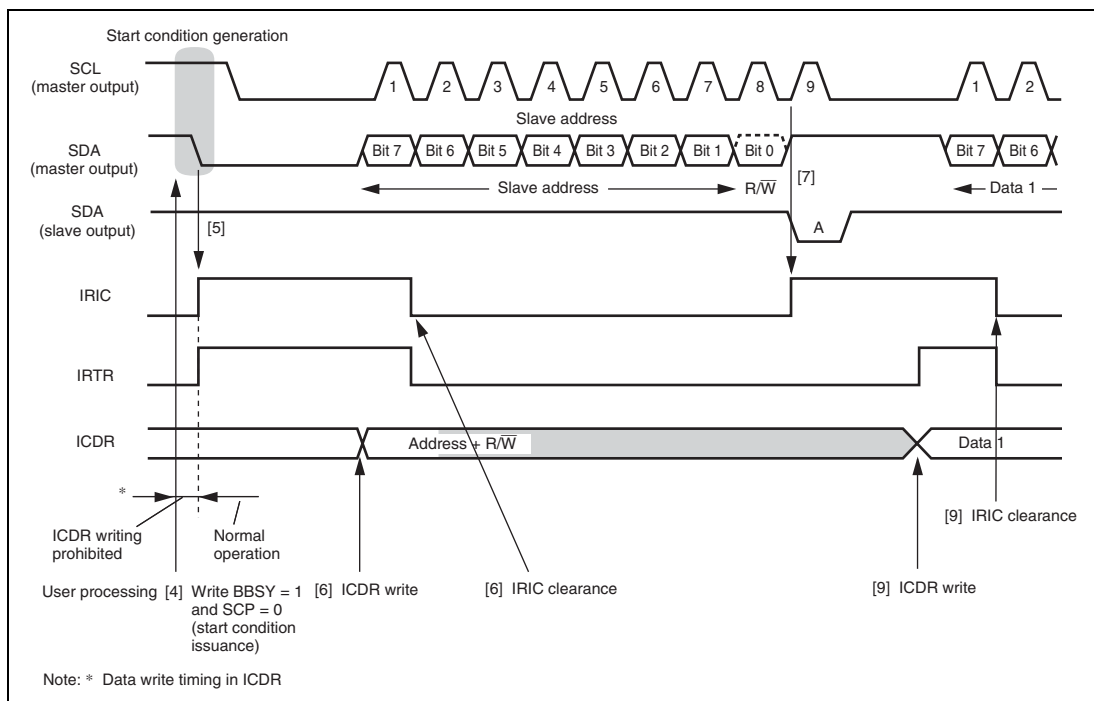 Start condition generation
SCL
(master output)
1 2 3 4 5 6 7 8 9 1 2
Slave address
SDA
(master output)
Bit 7 Bit 6 Bit 5 Bit 4 Bit 3 Bit 2 Bit 1 Bit 0 Bit 7 Bit 6
Slave address R/W̅ [7] Data 1
SDA
(slave output)
[5] A
IRIC
IRTR
ICDR Address + R/W̅ Data 1
*
ICDR writing
prohibited
Normal
operation
[9] IRIC clearance
User processing [4] Write BBSY = 1
and SCP = 0
(start condition
issuance)
[6] ICDR write
[6] IRIC clearance
[9] ICDR write
Note: * Data write timing in ICDR